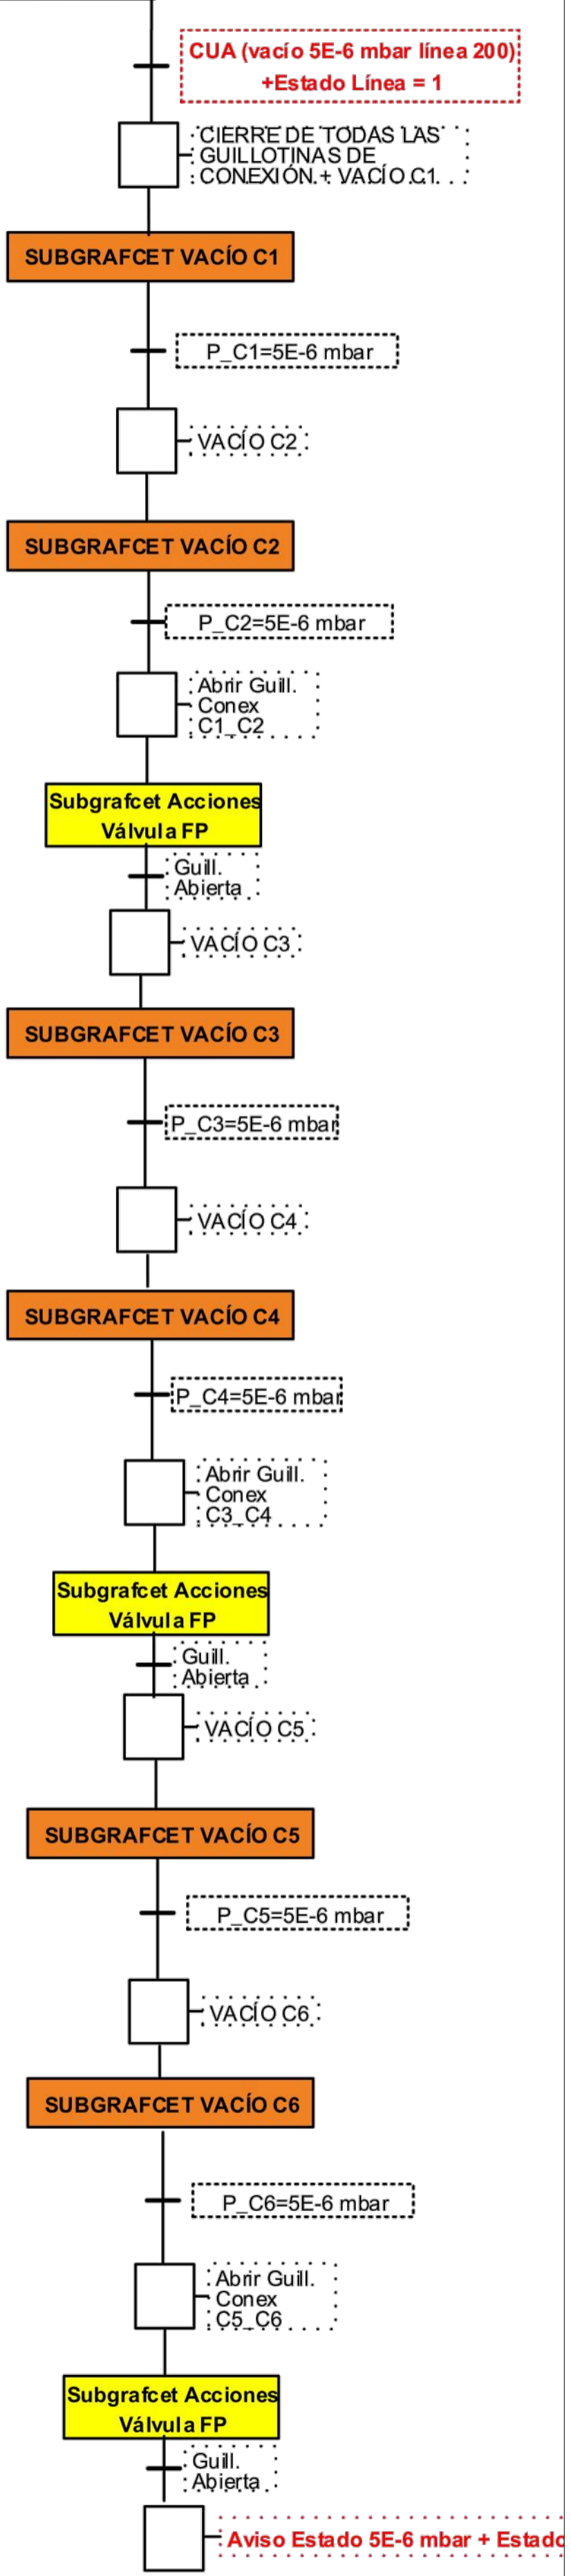 CUA (vacío 5E-6 mbar línea 200)
+Estado Línea = 1
CIERRE DE TODAS LAS
GUILLOTINAS DE
CONEXIÓN + VACÍO C1
SUBGRAFCET VACÍO C1
P_C1=5E-6 mbar
VACÍO C2
SUBGRAFCET VACÍO C2
P_C2=5E-6 mbar
Abrir Guill.
Conex
C1_C2
Subgrafcet Acciones
Válvula FP
Guill.
Abierta
VACÍO C3
SUBGRAFCET VACÍO C3
P_C3=5E-6 mbar
VACÍO C4
SUBGRAFCET VACÍO C4
P_C4=5E-6 mbar
Abrir Guill.
Conex
C3_C4
Subgrafcet Acciones
Válvula FP
Guill.
Abierta
VACÍO C5
SUBGRAFCET VACÍO C5
P_C5=5E-6 mbar
VACÍO C6
SUBGRAFCET VACÍO C6
P_C6=5E-6 mbar
Abrir Guill.
Conex
C5_C6
Subgrafcet Acciones
Válvula FP
Guill.
Abierta
Aviso Estado 5E-6 mbar + Estado